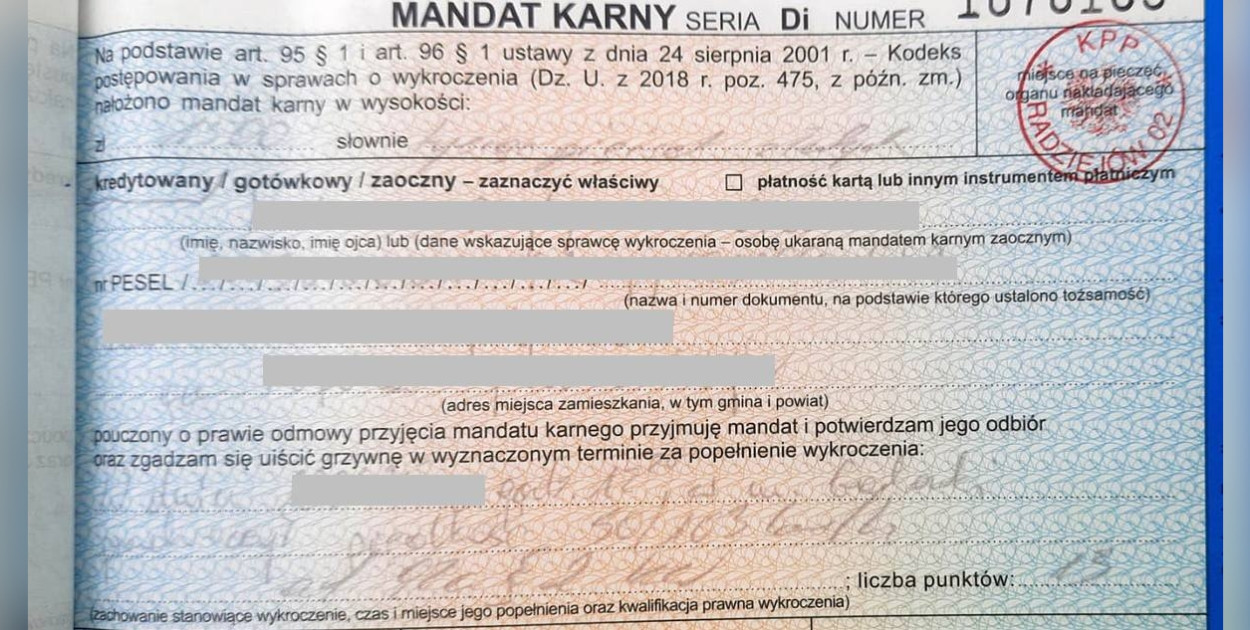 MANDAT KARNY SERIA Di NUMER
Na podstawie art. 95 § 1 i art. 96 § 1 ustawy z dnia 24 sierpnia 2001 r. – Kodeks
postępowania w sprawach o wykroczenia (Dz. U. z 2018 r. poz. 475, z późn. zm.)
nałożono mandat karny w wysokości:
KPP
RADZIEJÓW 02
miejsce na pieczęć
organu nakładającego
mandat
zł słownie
kredytowany / gotówkowy / zaoczny – zaznaczyć właściwy
płatność kartą lub innym instrumentem płatniczym
(imię, nazwisko, imię ojca) lub (dane wskazujące sprawcę wykroczenia – osobę ukaraną mandatem karnym zaocznym)
nr PESEL /
(nazwa i numer dokumentu, na podstawie którego ustalono tożsamość)
(adres miejsca zamieszkania, w tym gmina i powiat)
pouczony o prawie odmowy przyjęcia mandatu karnego przyjmuję mandat i potwierdzam jego odbiór
oraz zgadzam się uiścić grzywnę w wyznaczonym terminie za popełnienie wykroczenia:
50/103 km/h
; liczba punktów:
(zachowanie stanowiące wykroczenie, czas i miejsce jego popełnienia oraz kwalifikacja prawna wykroczenia)